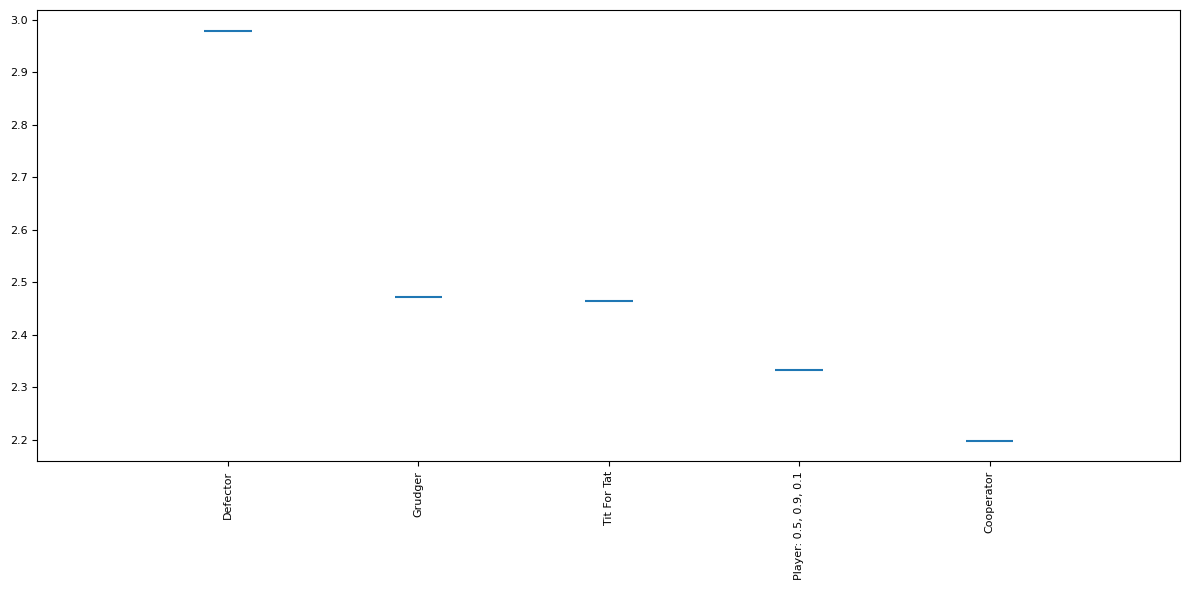 3.0
2.9
2.8
2.7
2.6
2.5
2.4
2.3
2.2
Defector
Grudger
Tit For Tat
Player: 0.5, 0.9, 0.1
Cooperator